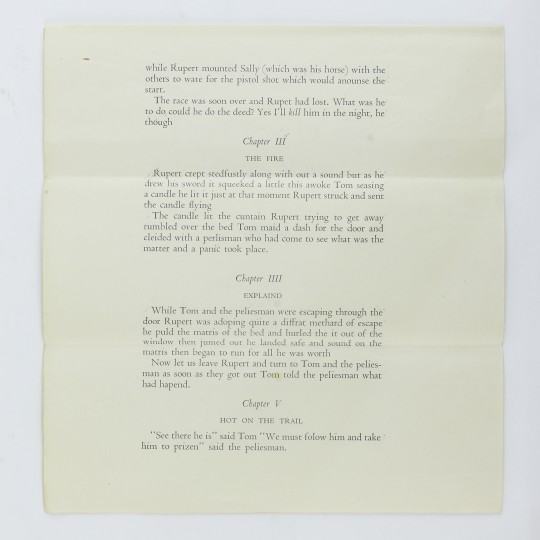 while Rupert mounted Sally (which was his horse) with the
others to wate for the pistol shot which would anounse the
start.
The race was soon over and Rupet had lost. What was he
to do could he do the deed? Yes I'll kill him in the night, he
though
Chapter III
THE FIRE
Rupert crept stedfustly along with out a sound but as he
drew his sword it squeeked a little this awoke Tom seasing
a candle he lit it just at that moment Rupert struck and sent
the candle flying
The candle lit the cuntain Rupert trying to get away
rumbled over the bed Tom maid a dash for the door and
cleided with a perlisman who had come to see what was the
matter and a panic took place.
Chapter IIII
EXPLAIND
While Tom and the peliesman were escaping through the
door Rupert was adoping quite a diffrat methard of escape
he puld the matris of the bed and hurled the it out of the
window then jumed out he landed safe and sound on the
matris then began to run for all he was worth
Now let us leave Rupert and turn to Tom and the pelies-
man as soon as they got out Tom told the peliesman what
had hapend.
Chapter V
HOT ON THE TRAIL
"See there he is" said Tom "We must folow him and take
him to prizen" said the peliesman.